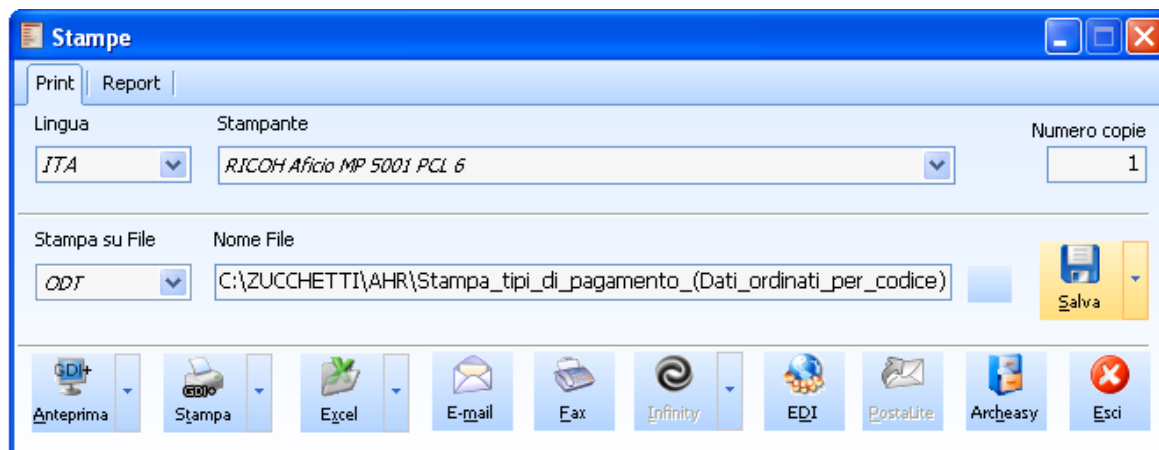 Stampe
Print Report
Lingua Stampante Numero copie
ITA RICOH Aficio MP 5001 PCL 6 1
Stampa su File Nome File
ODT C:\ZUCCHETTI\AHR\Stampa_tipi_di_pagamento_(Dati_ordinati_per_codice)
Salva
GDI+ GDI+
Anteprima Stampa Excel E-mail Fax Infinity EDI PostaLite Archeasy Esci